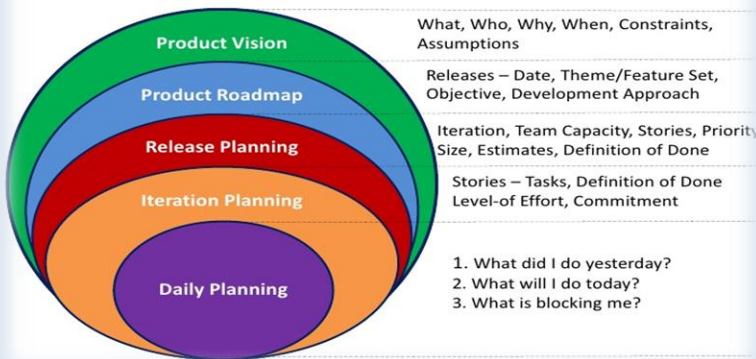 Product Vision
What, Who, Why, When, Constraints,
Assumptions
Product Roadmap
Releases – Date, Theme/Feature Set,
Objective, Development Approach
Release Planning
Iteration, Team Capacity, Stories, Priority
Size, Estimates, Definition of Done
Iteration Planning
Stories – Tasks, Definition of Done
Level-of Effort, Commitment
Daily Planning
1. What did I do yesterday?
2. What will I do today?
3. What is blocking me?